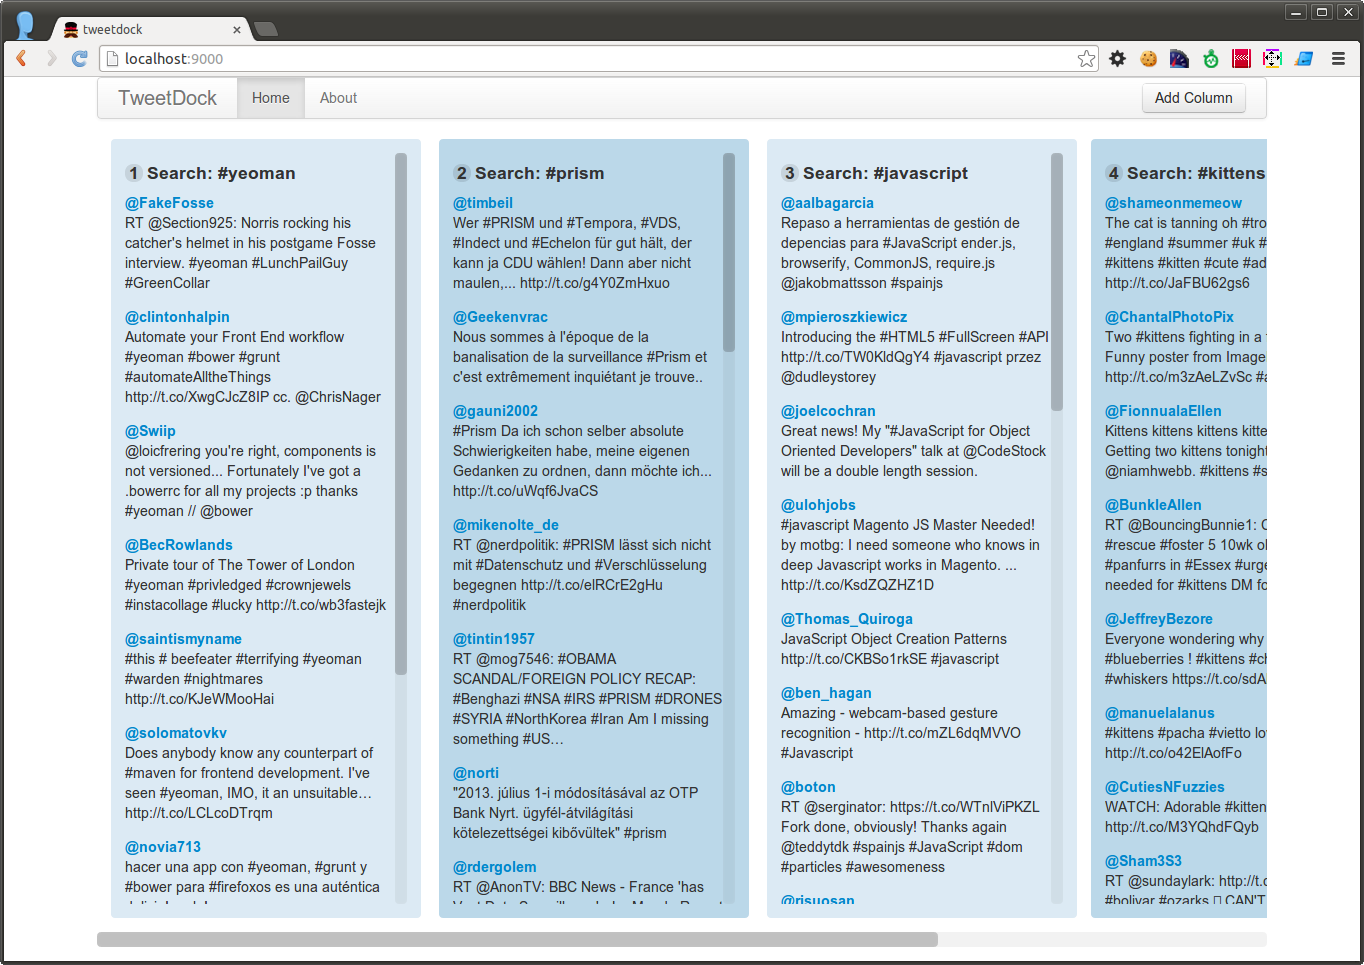 tweetdock
localhost:9000
TweetDock Home About Add Column
1 Search: #yeoman
@FakeFosse
RT @Section925: Norris rocking his
catcher's helmet in his postgame Fosse
interview. #yeoman #LunchPailGuy
#GreenCollar
@clintonhalpin
Automate your Front End workflow
#yeoman #bower #grunt
#automateAlltheThings
http://t.co/XwgCJcZ8IP cc. @ChrisNager
@Swiip
@loicfrering you're right, components is
not versioned... Fortunately I've got a
.bowerrc for all my projects :p thanks
#yeoman // @bower
@BecRowlands
Private tour of The Tower of London
#yeoman #privledged #crownjewels
#instacollage #lucky http://t.co/wb3fastejk
@saintismyname
#this # beefeater #terrifying #yeoman
#warden #nightmares
http://t.co/KJeWMooHai
@solomatovkv
Does anybody know any counterpart of
#maven for frontend development. I've
seen #yeoman, IMO, it an unsuitable…
http://t.co/LCLcoDTrqm
@novia713
hacer una app con #yeoman, #grunt y
#bower para #firefoxos es una auténtica
2 Search: #prism
@timbeil
Wer #PRISM und #Tempora, #VDS,
#Indect und #Echelon für gut hält, der
kann ja CDU wählen! Dann aber nicht
maulen,... http://t.co/g4Y0ZmHxuo
@Geekenvrac
Nous sommes à l'époque de la
banalisation de la surveillance #Prism et
c'est extrêmement inquiétant je trouve..
@gauni2002
#Prism Da ich schon selber absolute
Schwierigkeiten habe, meine eigenen
Gedanken zu ordnen, dann möchte ich...
http://t.co/uWqf6JvaCS
@mikenolte_de
RT @nerdpolitik: #PRISM lässt sich nicht
mit #Datenschutz und #Verschlüsselung
begegnen http://t.co/elRCrE2gHu
#nerdpolitik
@tintin1957
RT @mog7546: #OBAMA
SCANDAL/FOREIGN POLICY RECAP:
#Benghazi #NSA #IRS #PRISM #DRONES
#SYRIA #NorthKorea #Iran Am I missing
something #US…
@norti
"2013. július 1-i módosításával az OTP
Bank Nyrt. ügyfél-átvilágítási
kötelezettségei kibővültek" #prism
@rdergolem
RT @AnonTV: BBC News - France 'has
3 Search: #javascript
@aalbagarcia
Repaso a herramientas de gestión de
depencias para #JavaScript ender.js,
browserify, CommonJS, require.js
@jakobmattsson #spainjs
@mpieroszkiewicz
Introducing the #HTML5 #FullScreen #API
http://t.co/TW0KldQgY4 #javascript przez
@dudleystorey
@joelcochran
Great news! My "#JavaScript for Object
Oriented Developers" talk at @CodeStock
will be a double length session.
@ulohjobs
#javascript Magento JS Master Needed!
by motbg: I need someone who knows in
deep Javascript works in Magento. ...
http://t.co/KsdZQZHZ1D
@Thomas_Quiroga
JavaScript Object Creation Patterns
http://t.co/CKBSo1rkSE #javascript
@ben_hagan
Amazing - webcam-based gesture
recognition - http://t.co/mZL6dqMVVO
#Javascript
@boton
RT @serginator: https://t.co/WTnlViPKZL
Fork done, obviously! Thanks again
@teddytdk #spainjs #JavaScript #dom
#particles #awesomeness
@risuosan
4 Search: #kittens
@shameonmemeow
The cat is tanning oh #tro
#england #summer #uk #
#kittens #kitten #cute #ad
http://t.co/JaFBU62gs6
@ChantalPhotoPix
Two #kittens fighting in a
Funny poster from Image
http://t.co/m3zAeLZvSc #a
@FionnualaEllen
Kittens kittens kittens kitte
Getting two kittens tonight
@niamhwebb. #kittens #s
@BunkleAllen
RT @BouncingBunnie1: C
#rescue #foster 5 10wk ol
#panfurrs in #Essex #urge
needed for #kittens DM fo
@JeffreyBezore
Everyone wondering why
#blueberries ! #kittens #ch
#whiskers https://t.co/sdA
@manuelalanus
#kittens #pacha #vietto lo
http://t.co/o42ElAofFo
@CutiesNFuzzies
WATCH: Adorable #kitten
http://t.co/M3YQhdFQyb
@Sham3S3
RT @sundaylark: http://t.c
#bolivar #ozarks CAN'T